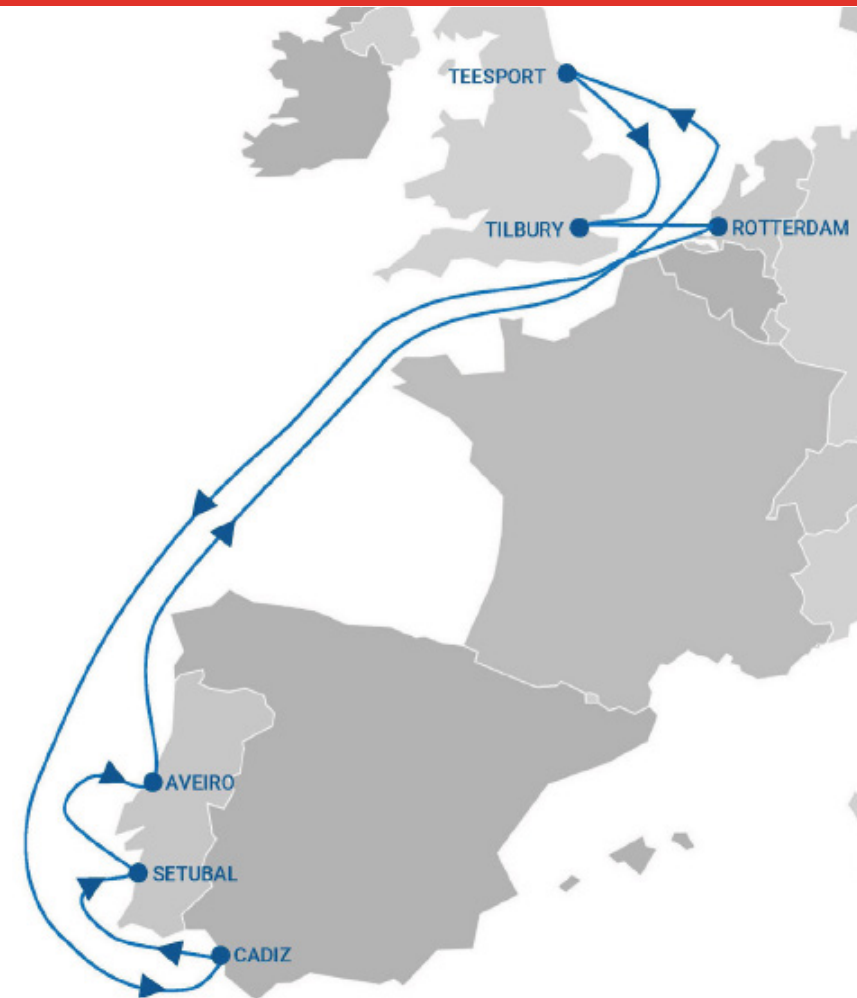 TEESPORT
TILBURY
ROTTERDAM
AVEIRO
SETUBAL
CADIZ